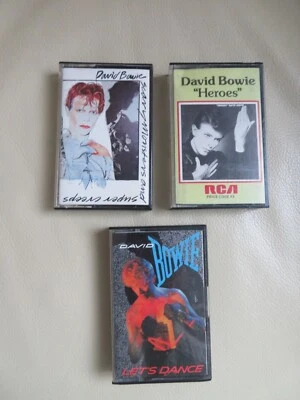 David Bowie
scary monsters and
super creeps
David Bowie
"Heroes"
RCA
DAVID
BOWIE
LET'S DANCE